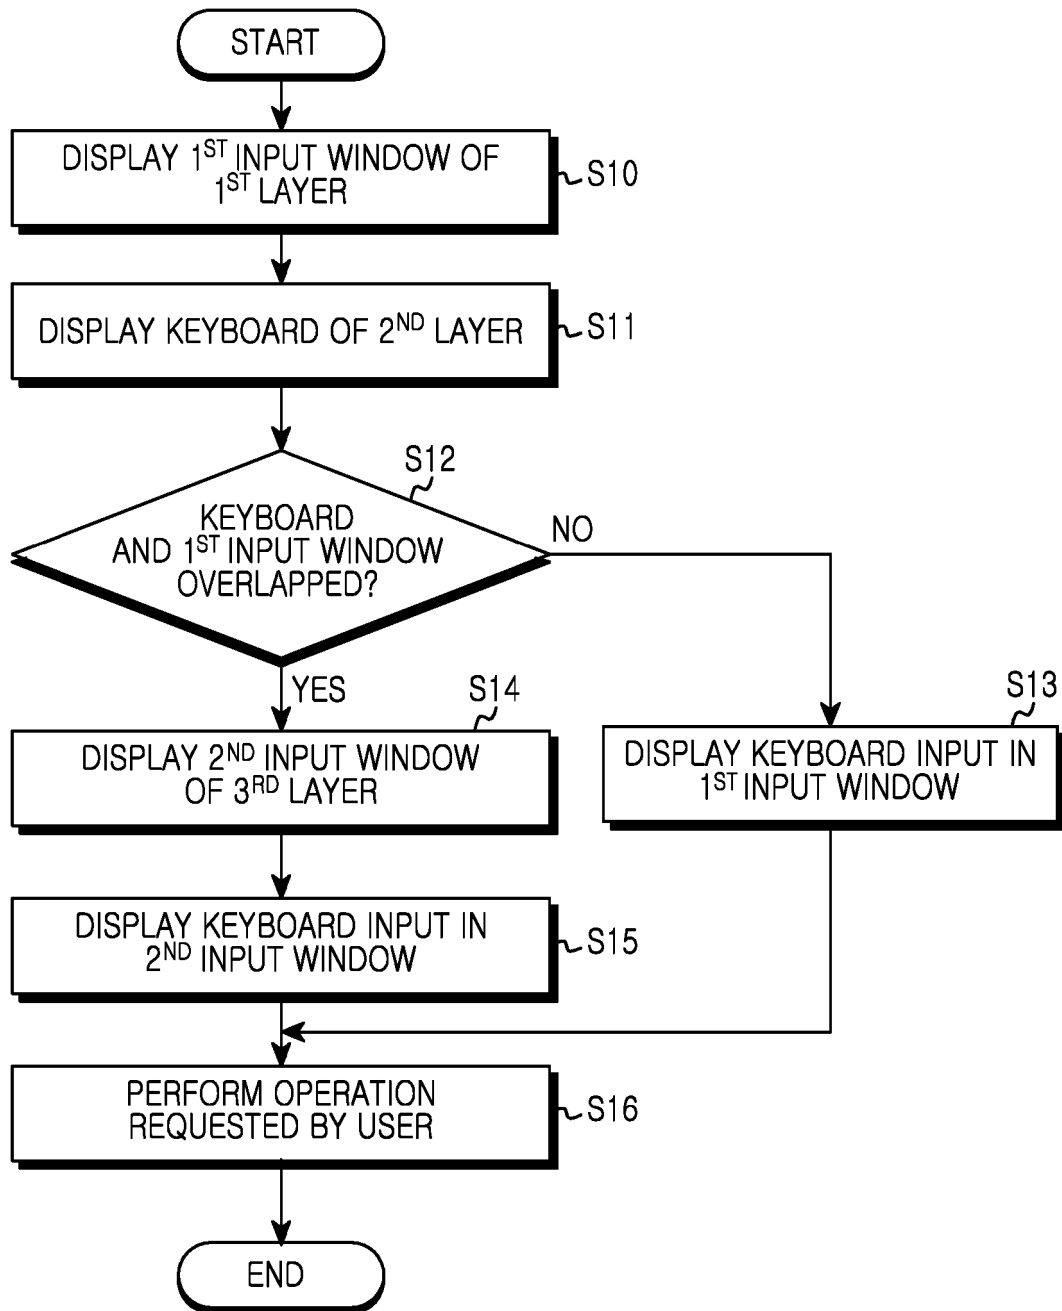 START
DISPLAY 1ST INPUT WINDOW OF
1ST LAYER
S10
DISPLAY KEYBOARD OF 2ND LAYER
S11
S12
KEYBOARD
AND 1ST INPUT WINDOW
OVERLAPPED?
NO
YES
S14
DISPLAY 2ND INPUT WINDOW
OF 3RD LAYER
S13
DISPLAY KEYBOARD INPUT IN
1ST INPUT WINDOW
DISPLAY KEYBOARD INPUT IN
2ND INPUT WINDOW
S15
PERFORM OPERATION
REQUESTED BY USER
S16
END